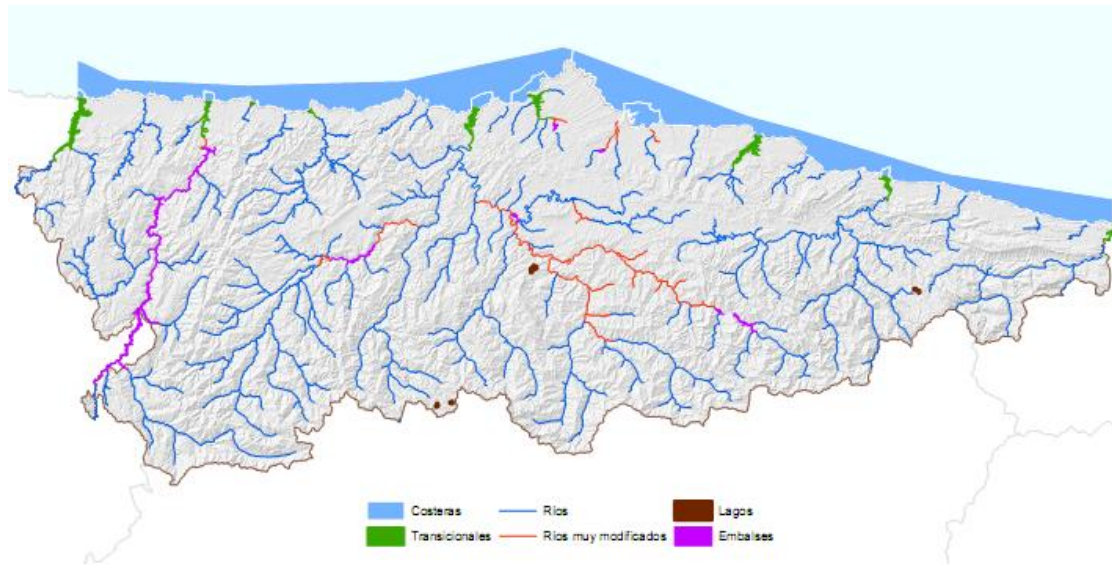 Costeras
Ríos
Lagos
Transicionales
Ríos muy modificados
Embalses